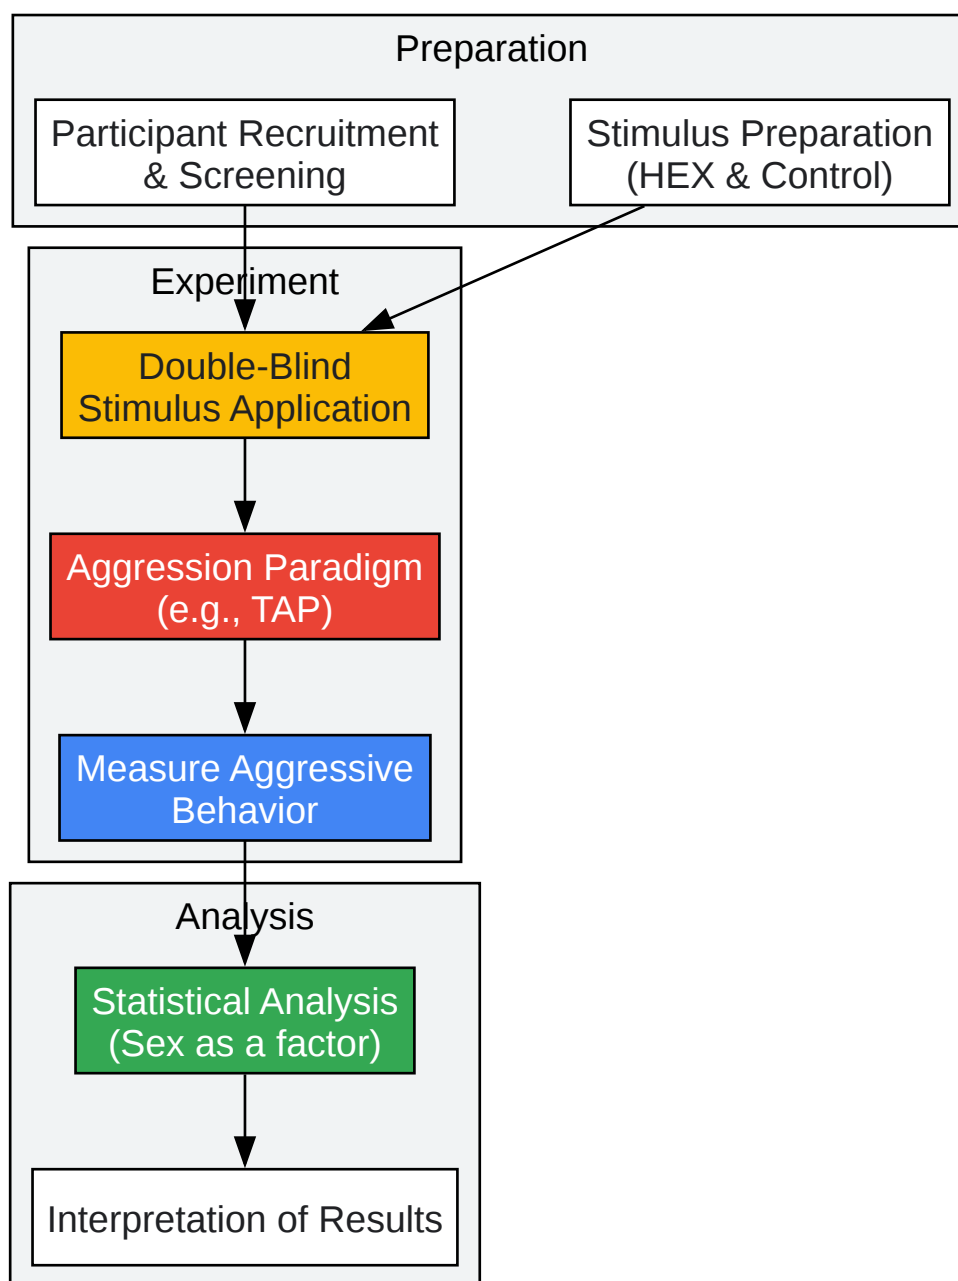 Preparation
Participant Recruitment
& Screening
Stimulus Preparation
(HEX & Control)
Experiment
Double-Blind
Stimulus Application
Aggression Paradigm
(e.g., TAP)
Measure Aggressive
Behavior
Analysis
Statistical Analysis
(Sex as a factor)
Interpretation of Results